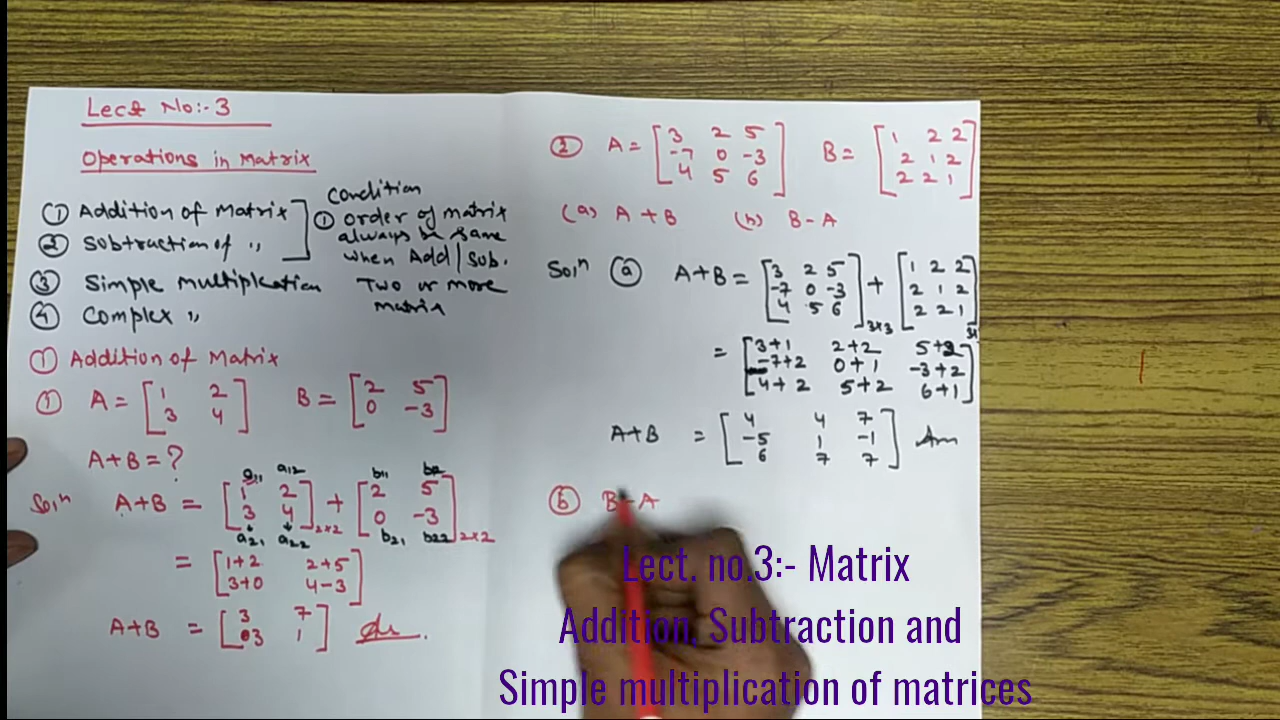 Lect No:- 3
Operations in Matrix
① Addition of Matrix
② Subtraction of ,,
③ Simple multiplication
④ Complex ,,
Condition
① order of matrix
always be same
when Add / Sub.
Two or more
matrix
① Addition of Matrix
① A = [1 2
3 4] B = [2 5
0 -3]
A+B = ?
a11 a12 b11
Soln A+B = [1 2
3 4]2×2 + [2 5
0 -3]2×2
a21 a22 b21 b22
= [1+2 2+5
3+0 4-3]
A+B = [3 7
3 1]
② A = [3 2 5
-7 0 -3
4 5 6] B = [1 2 2
2 1 2
2 2 1]
(a) A+B (b) B-A
Soln ⓐ A+B = [3 2 5
-7 0 -3
4 5 6]3×3 + [1 2 2
2 1 2
2 2 1]
= [3+1 2+2 5+2
-7+2 0+1 -3+2
4+2 5+2 6+1]
A+B = [4 4 7
-5 1 -1
6 7 7] Ans
ⓑ B-A
Lect. no.3:- Matrix
Addition, Subtraction and
Simple multiplication of matrices